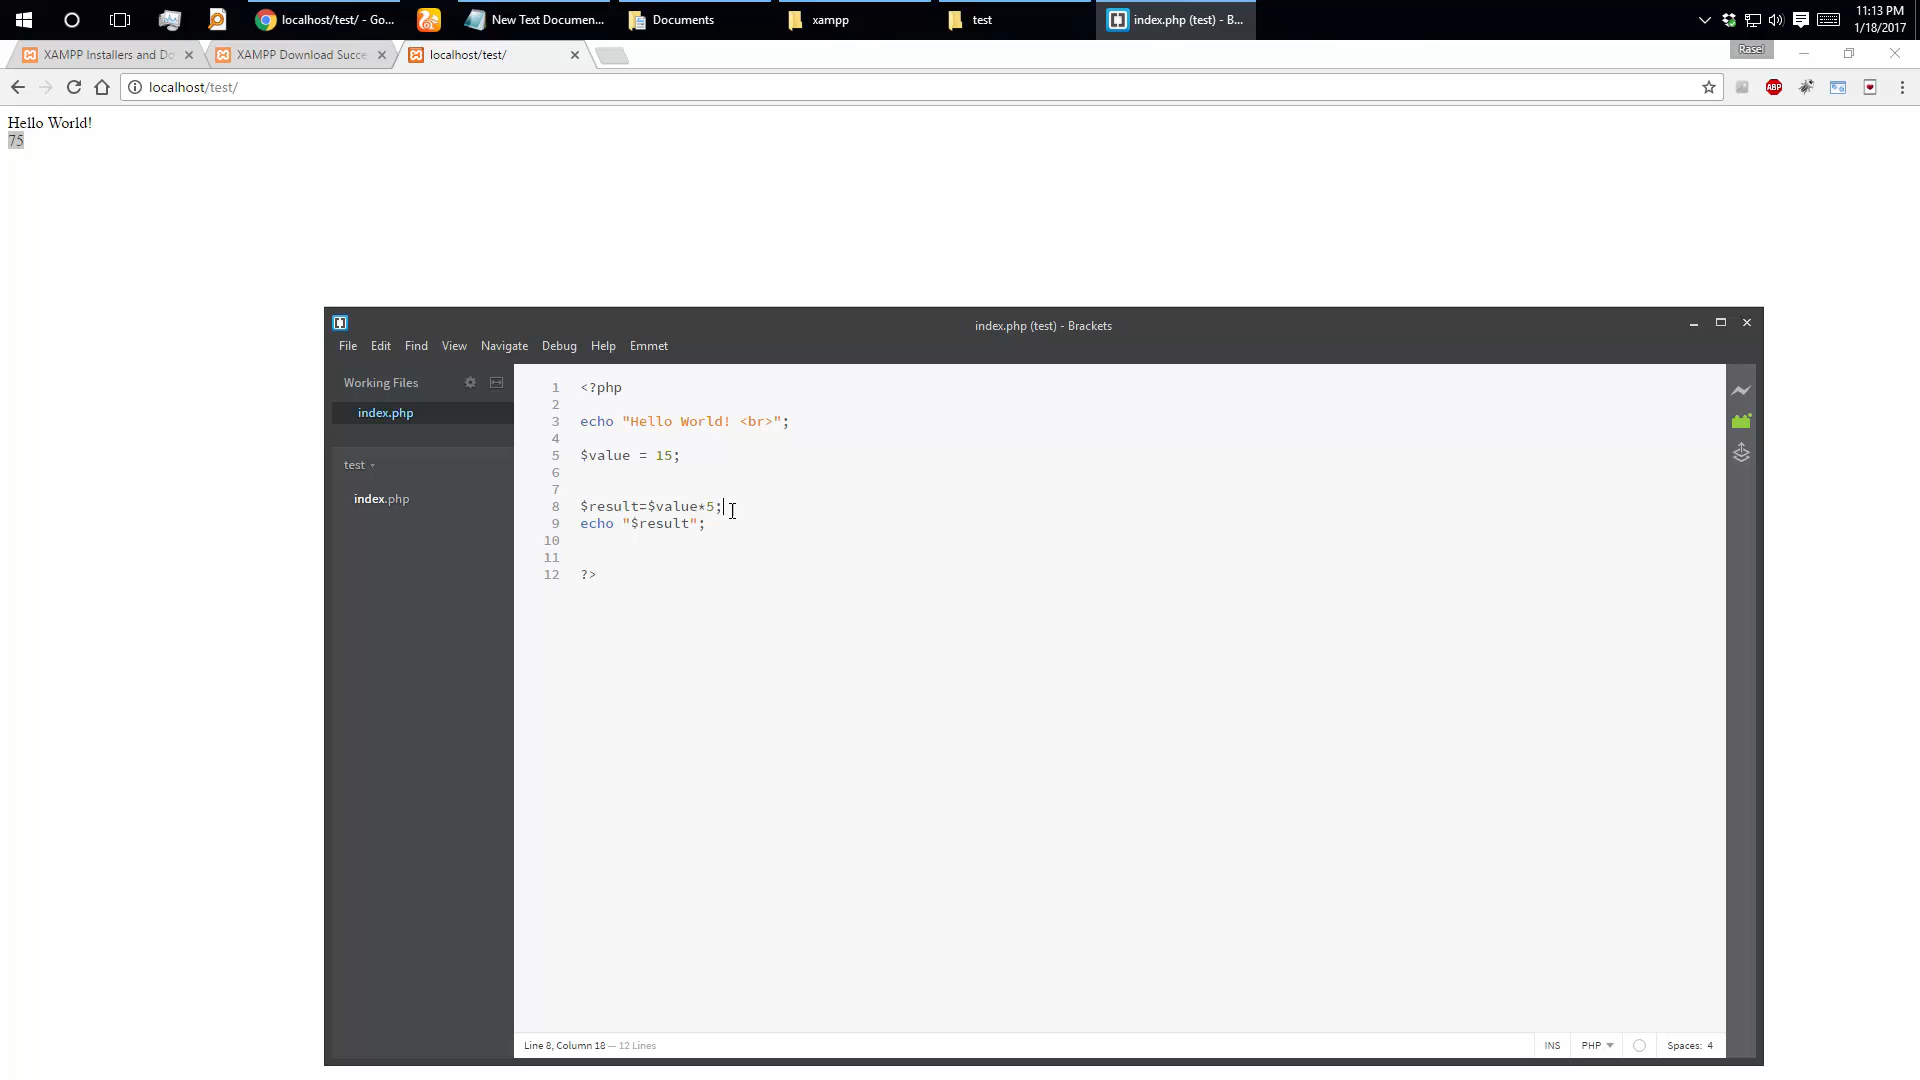 localhost/test/ - Go...
New Text Documen...
Documents
xampp
test
index.php (test) - B...
11:13 PM
1/18/2017
XAMPP Installers and Do
XAMPP Download Succe
localhost/test/
Rasel
localhost/test/
ABP
Hello World!
75
index.php (test) - Brackets
File Edit Find View Navigate Debug Help Emmet
Working Files
index.php
test
index.php
1 <?php
2
3 echo "Hello World! <br>";
4
5 $value = 15;
6
7
8 $result=$value*5;
9 echo "$result";
10
11
12 ?>
Line 8, Column 18 — 12 Lines
INS
PHP
Spaces: 4